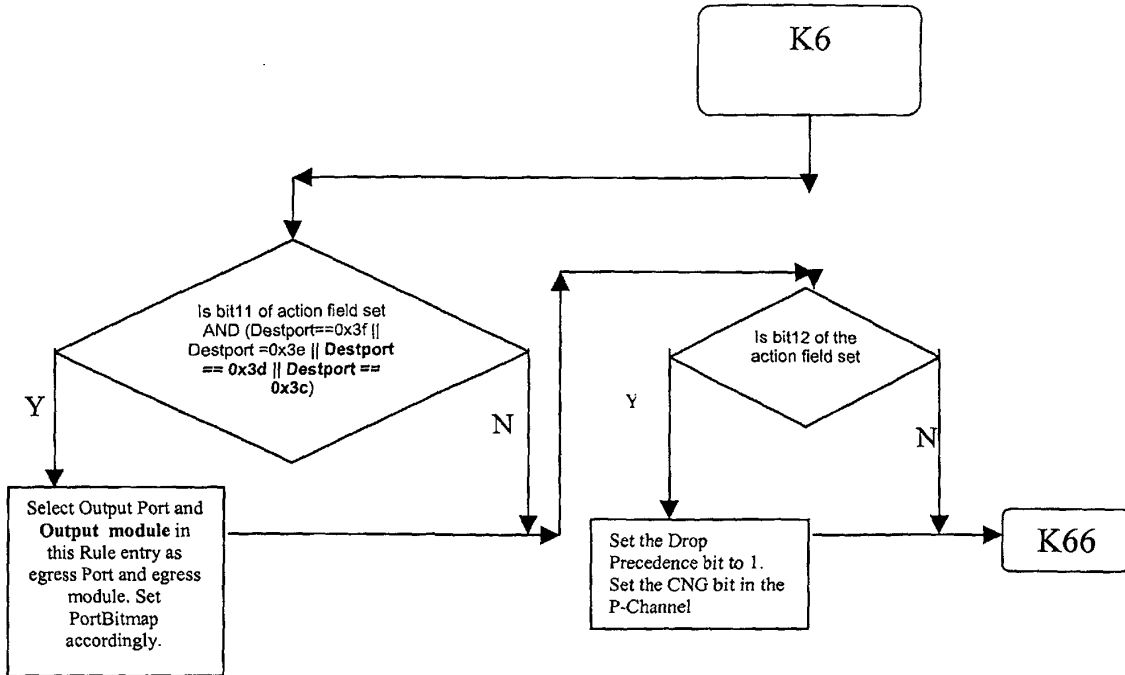 K6
Is bit11 of action field set
AND (Destport==0x3f ||
Destport =0x3e || Destport
== 0x3d || Destport ==
0x3c)
Is bit12 of the
action field set
Y
N
Y
N
Select Output Port and
Output module in
this Rule entry as
egress Port and egress
module. Set
PortBitmap
accordingly.
Set the Drop
Precedence bit to 1.
Set the CNG bit in the
P-Channel
K66